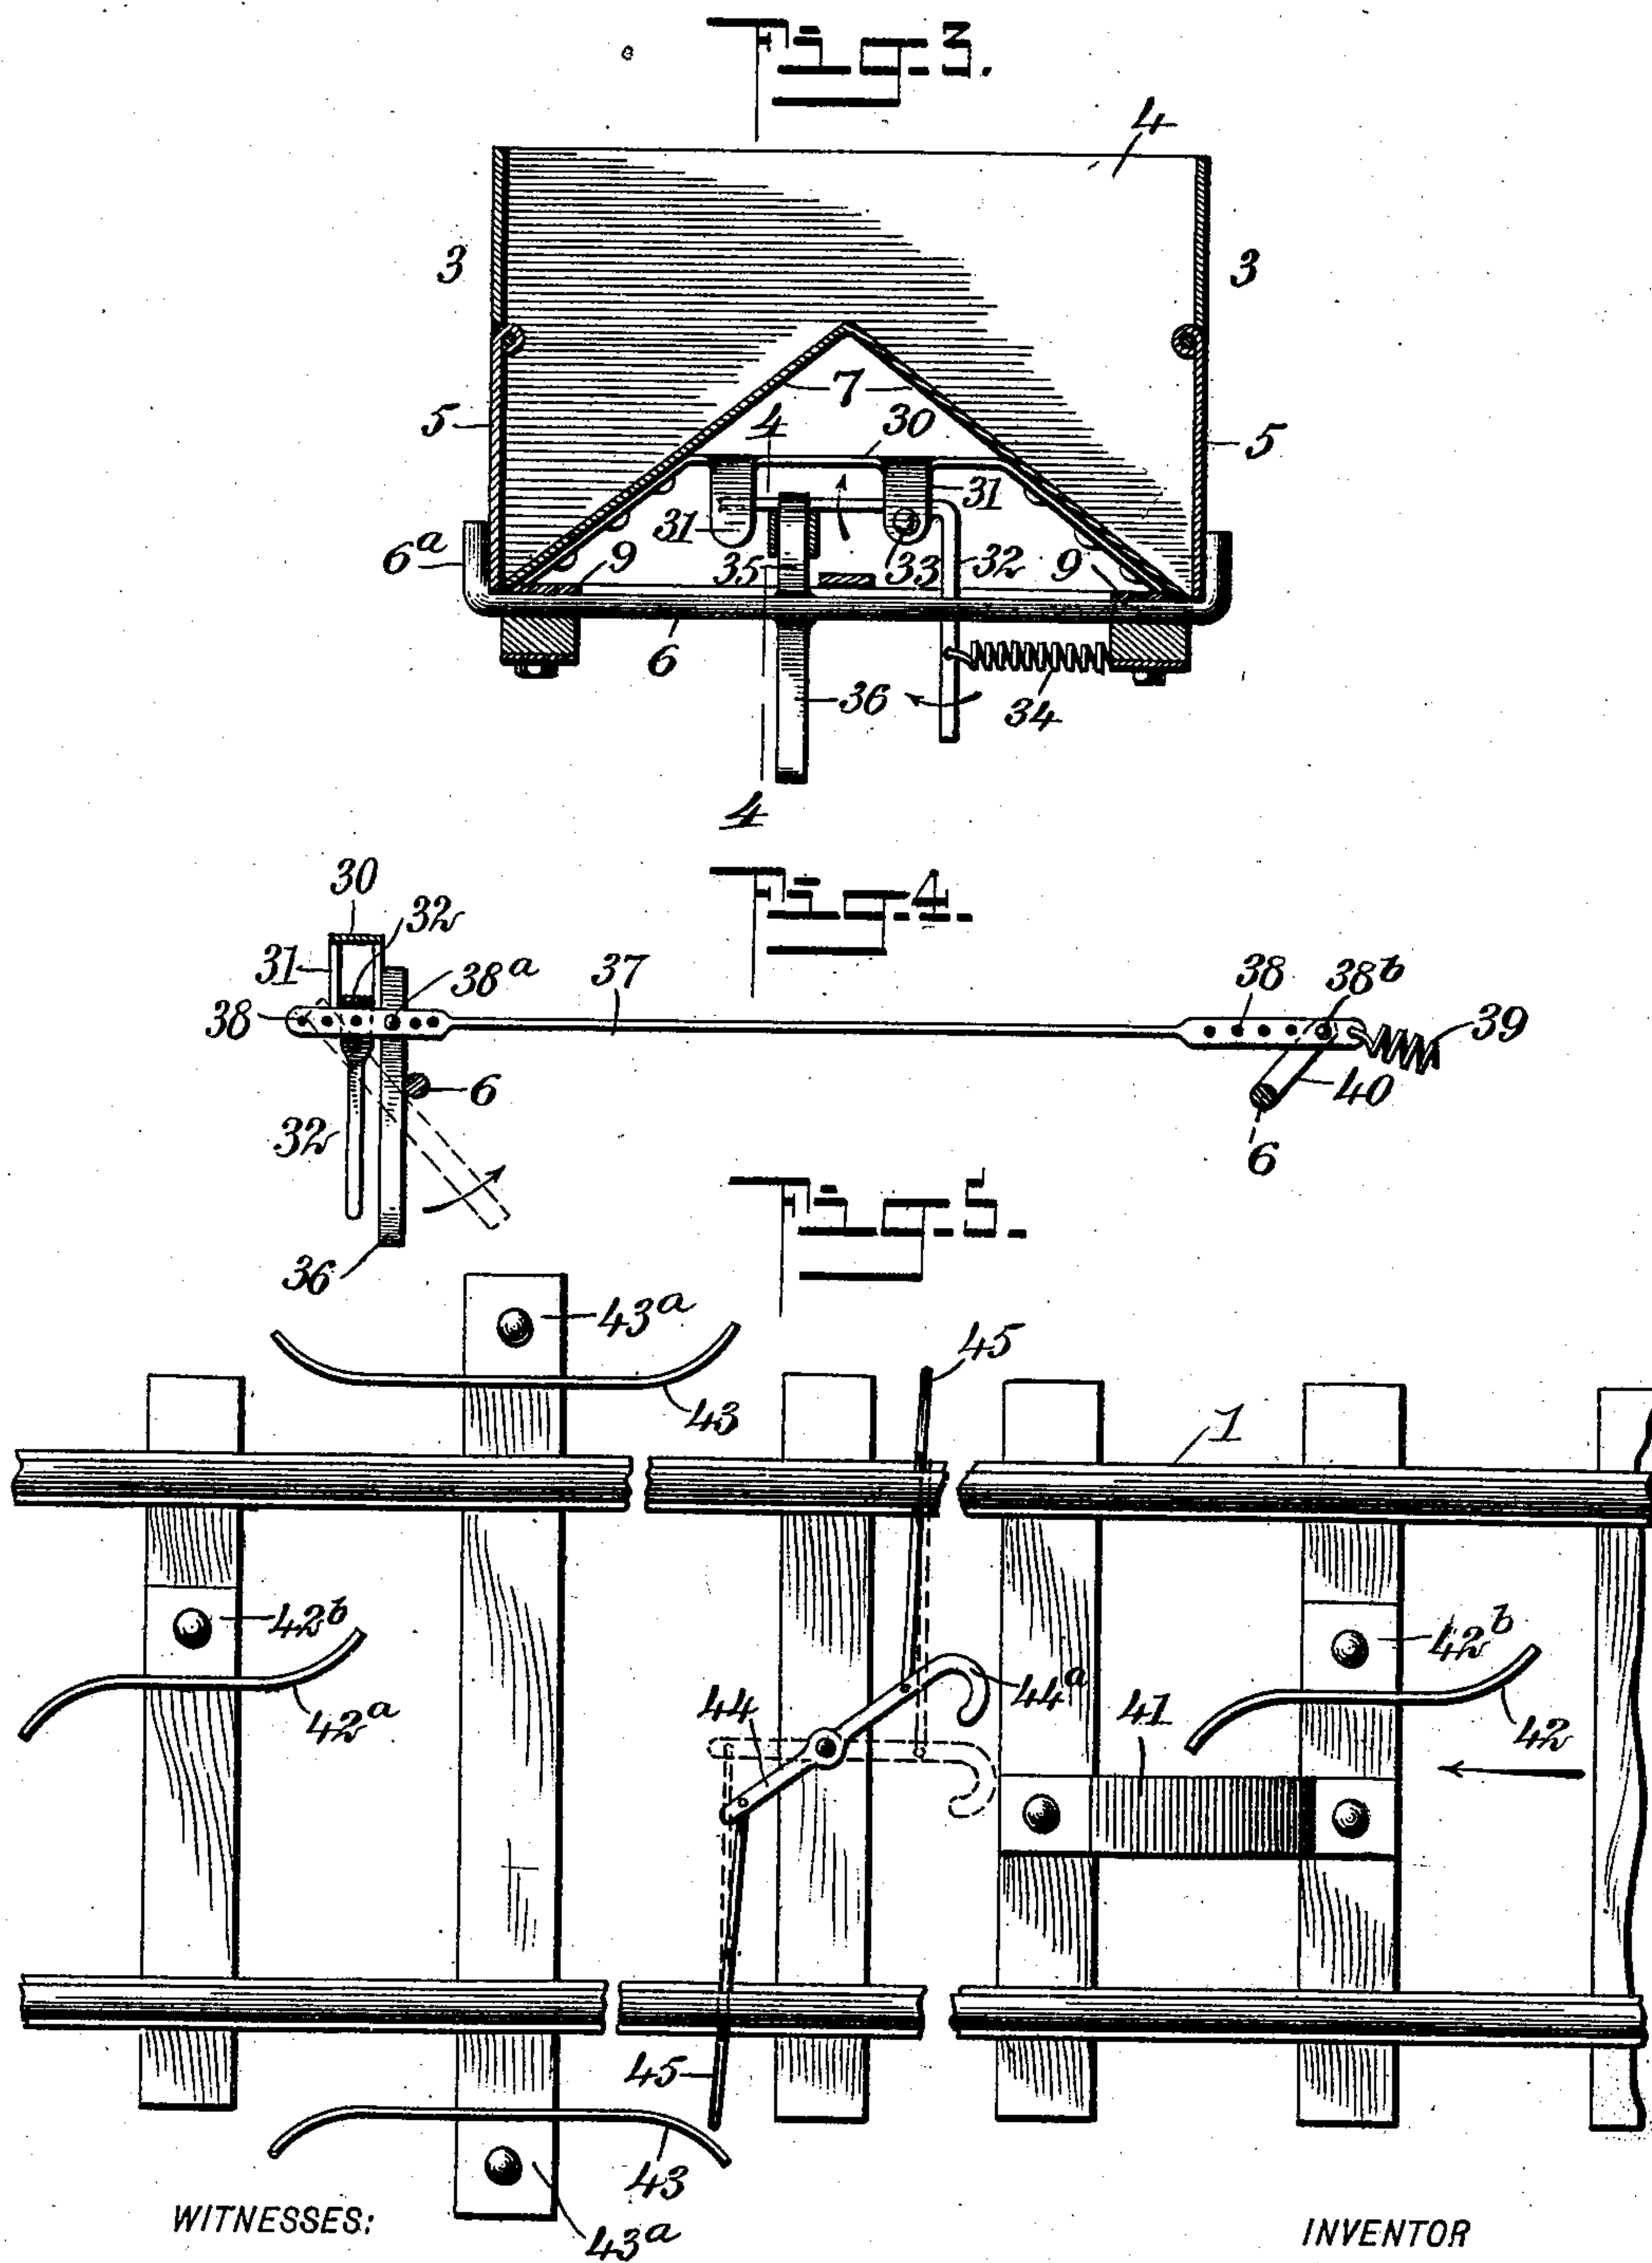 Fig. 3.
4
3 3
5 7 5
4 30
31 31
6a 9 35 33 32 9
6
36 34
4
Fig. 4.
30
32
31 38a 37 38 38b
38 39
6 40
32 6
36
Fig. 5.
43a
45
43
1
42b 42b
44a
42a 44 41 42
45
43
43a
WITNESSES:
INVENTOR